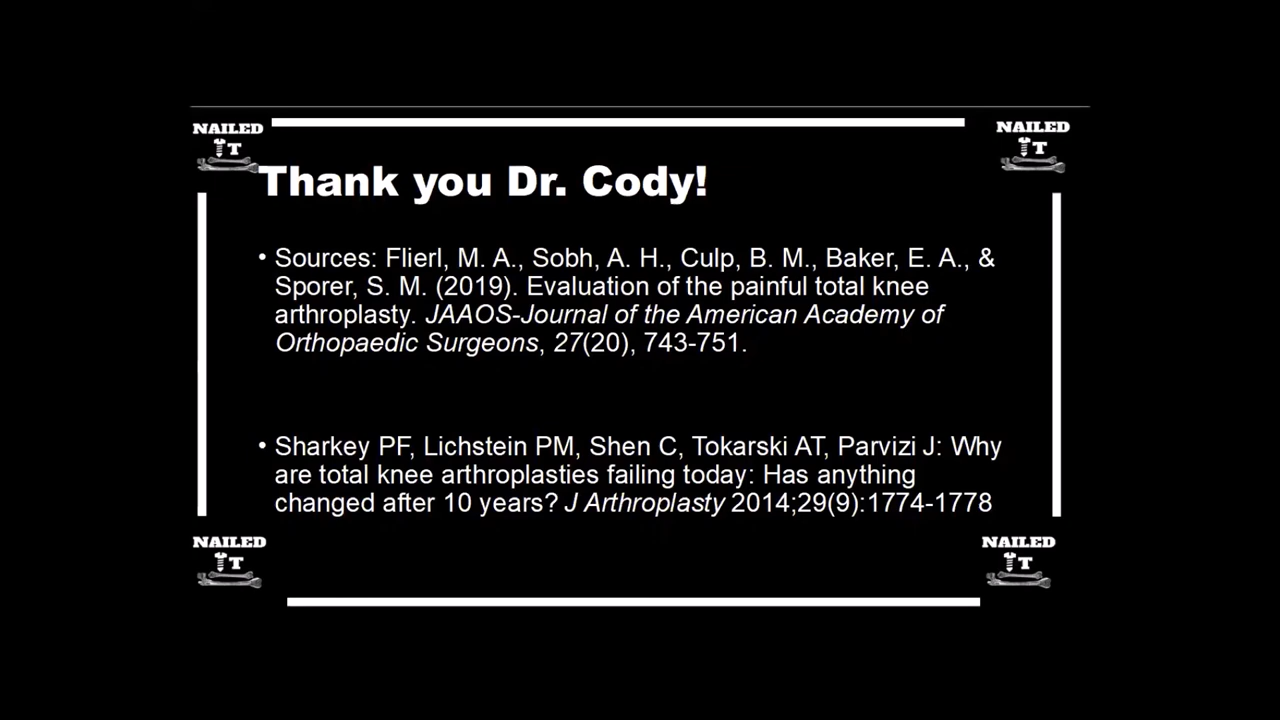 NAILED
IT
NAILED
IT
Thank you Dr. Cody!
• Sources: Flierl, M. A., Sobh, A. H., Culp, B. M., Baker, E. A., &
Sporer, S. M. (2019). Evaluation of the painful total knee
arthroplasty. JAAOS-Journal of the American Academy of
Orthopaedic Surgeons, 27(20), 743-751.
• Sharkey PF, Lichstein PM, Shen C, Tokarski AT, Parvizi J: Why
are total knee arthroplasties failing today: Has anything
changed after 10 years? J Arthroplasty 2014;29(9):1774-1778
NAILED
IT
NAILED
IT